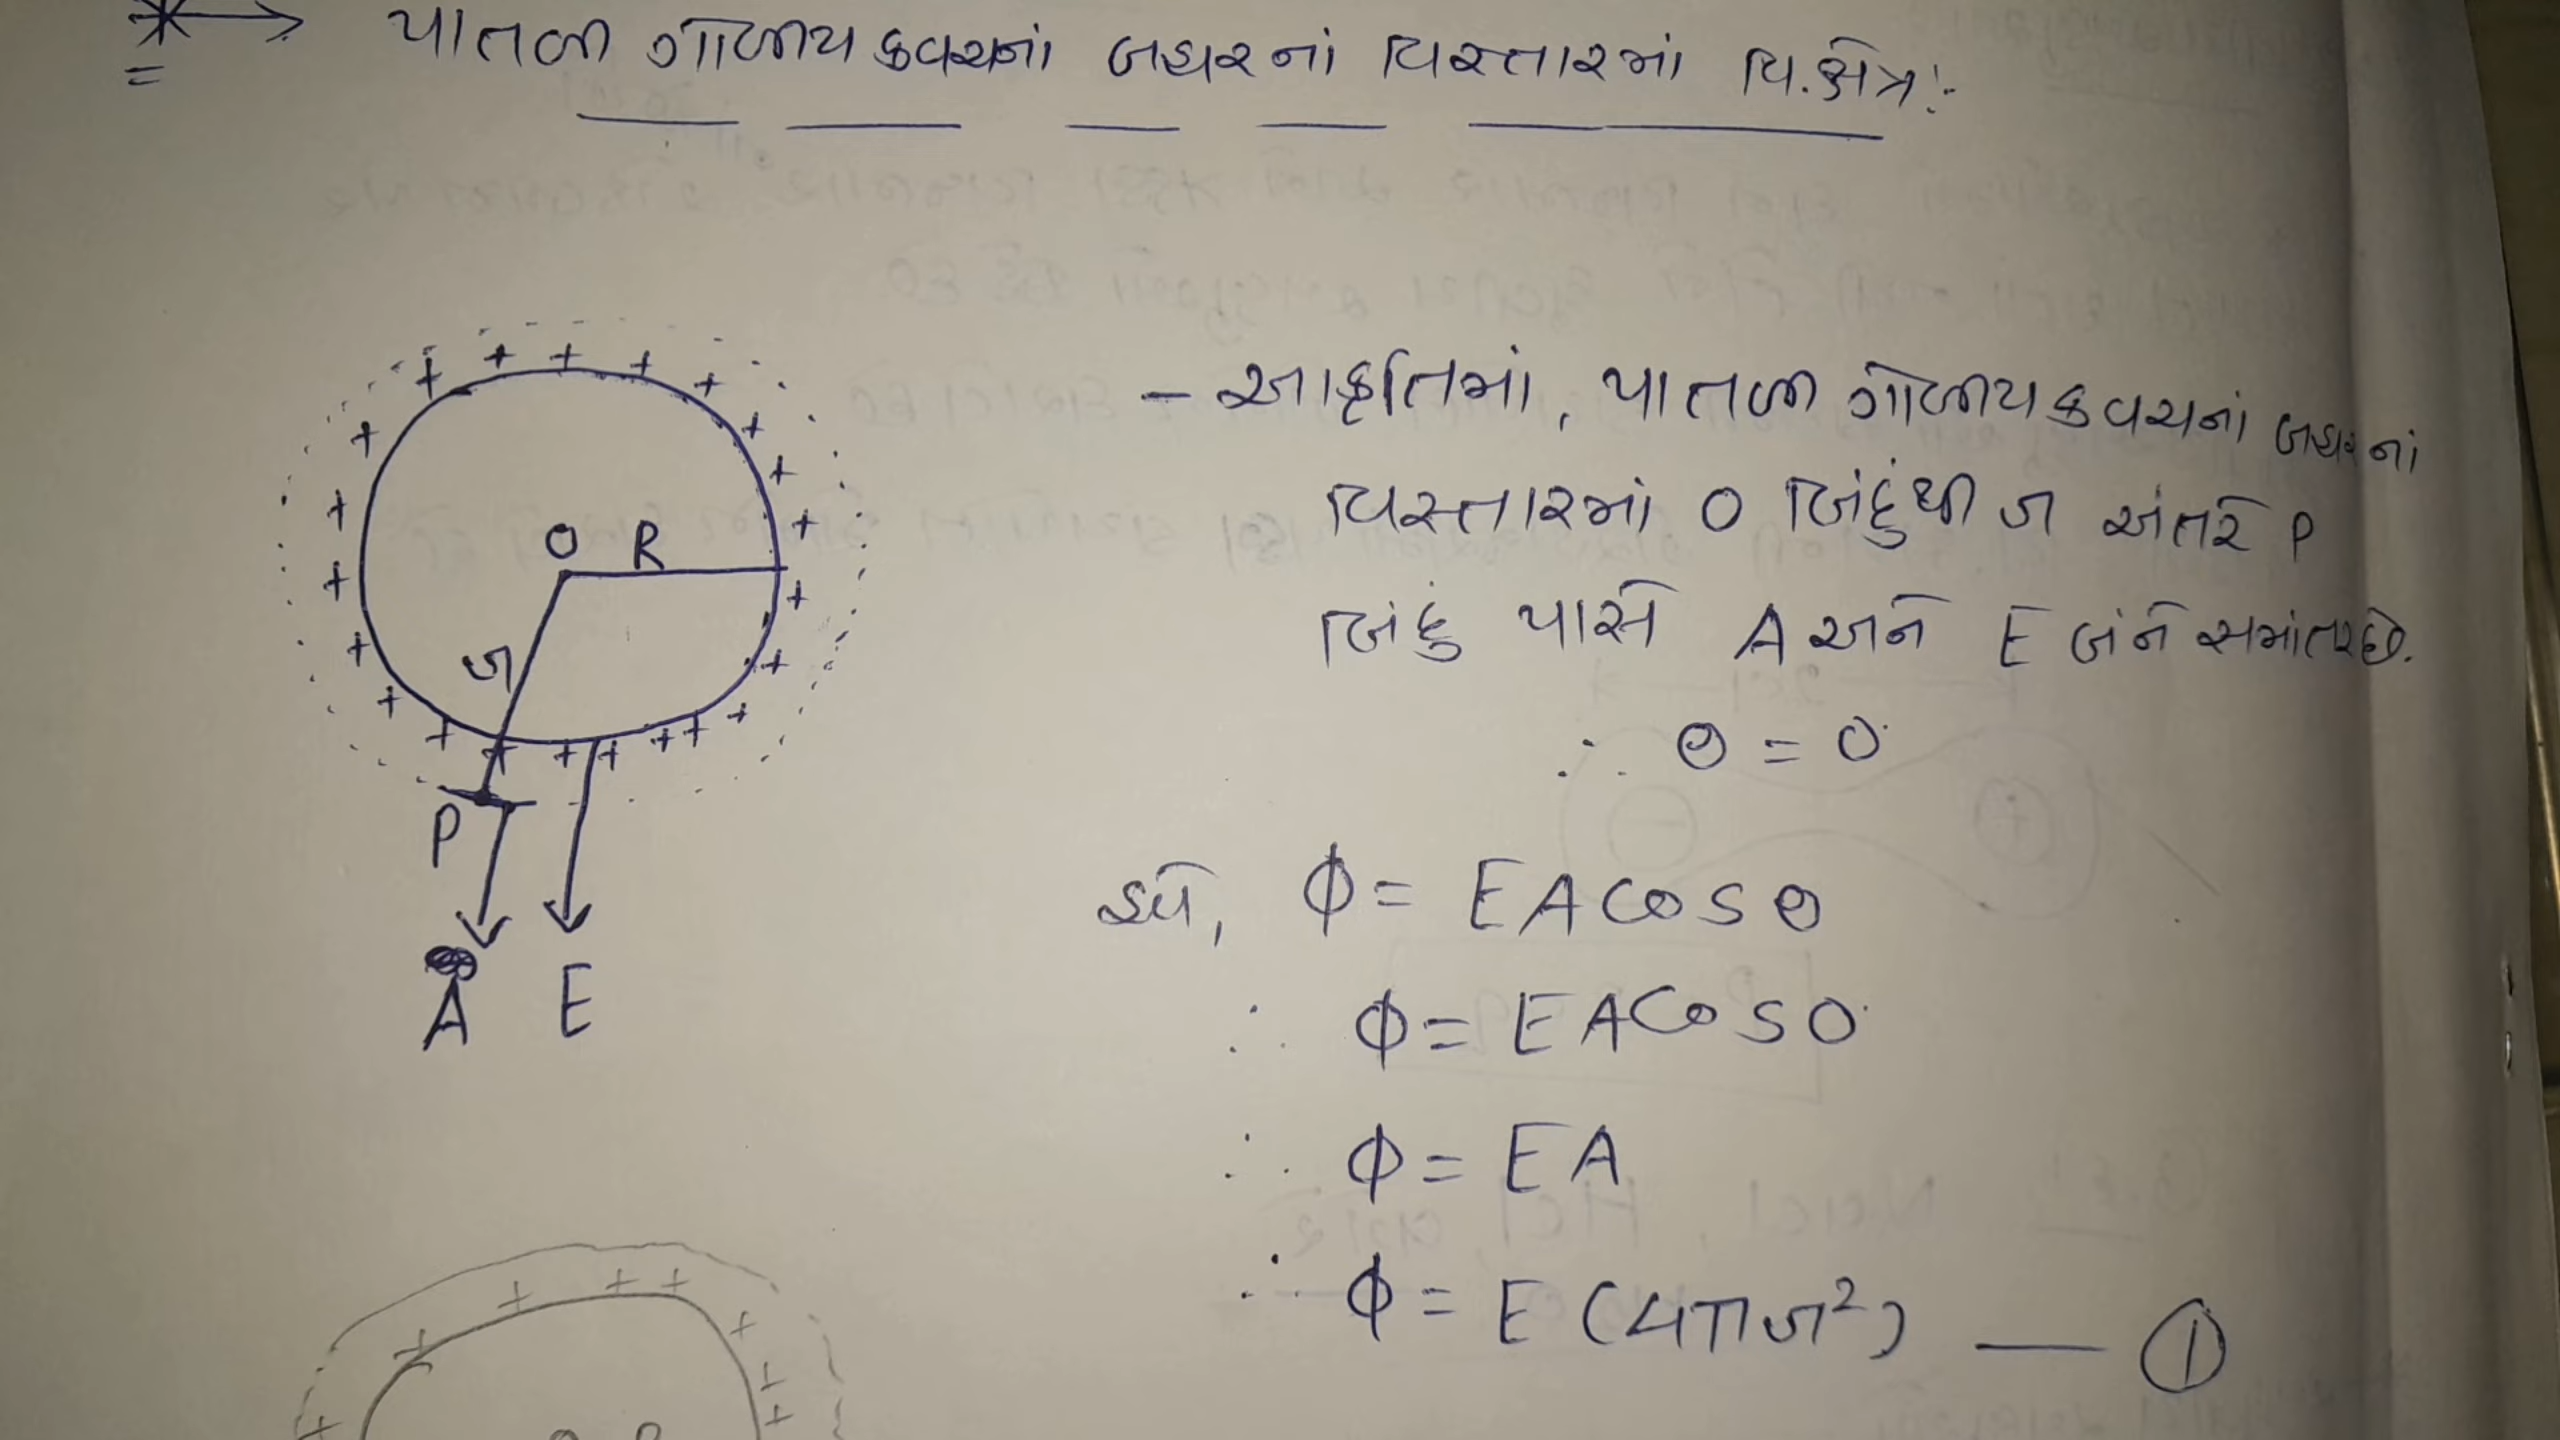 પાતળી ગોળીય કવચનાં બહારનાં વિસ્તારમાં વિ.ક્ષેત્ર:-
O R
r
P
A E
- આકૃતિમાં, પાતળી ગોળીય કવચનાં બહારનાં
વિસ્તારમાં O બિંદુથી r અંતરે P
બિંદુ પાસે A અને E બંને સમાંતર છે.
∴ θ = 0
હવે, ϕ = EA cos θ
∴ ϕ = EA cos 0
∴ ϕ = EA
∴ ϕ = E (4πr²) — ①